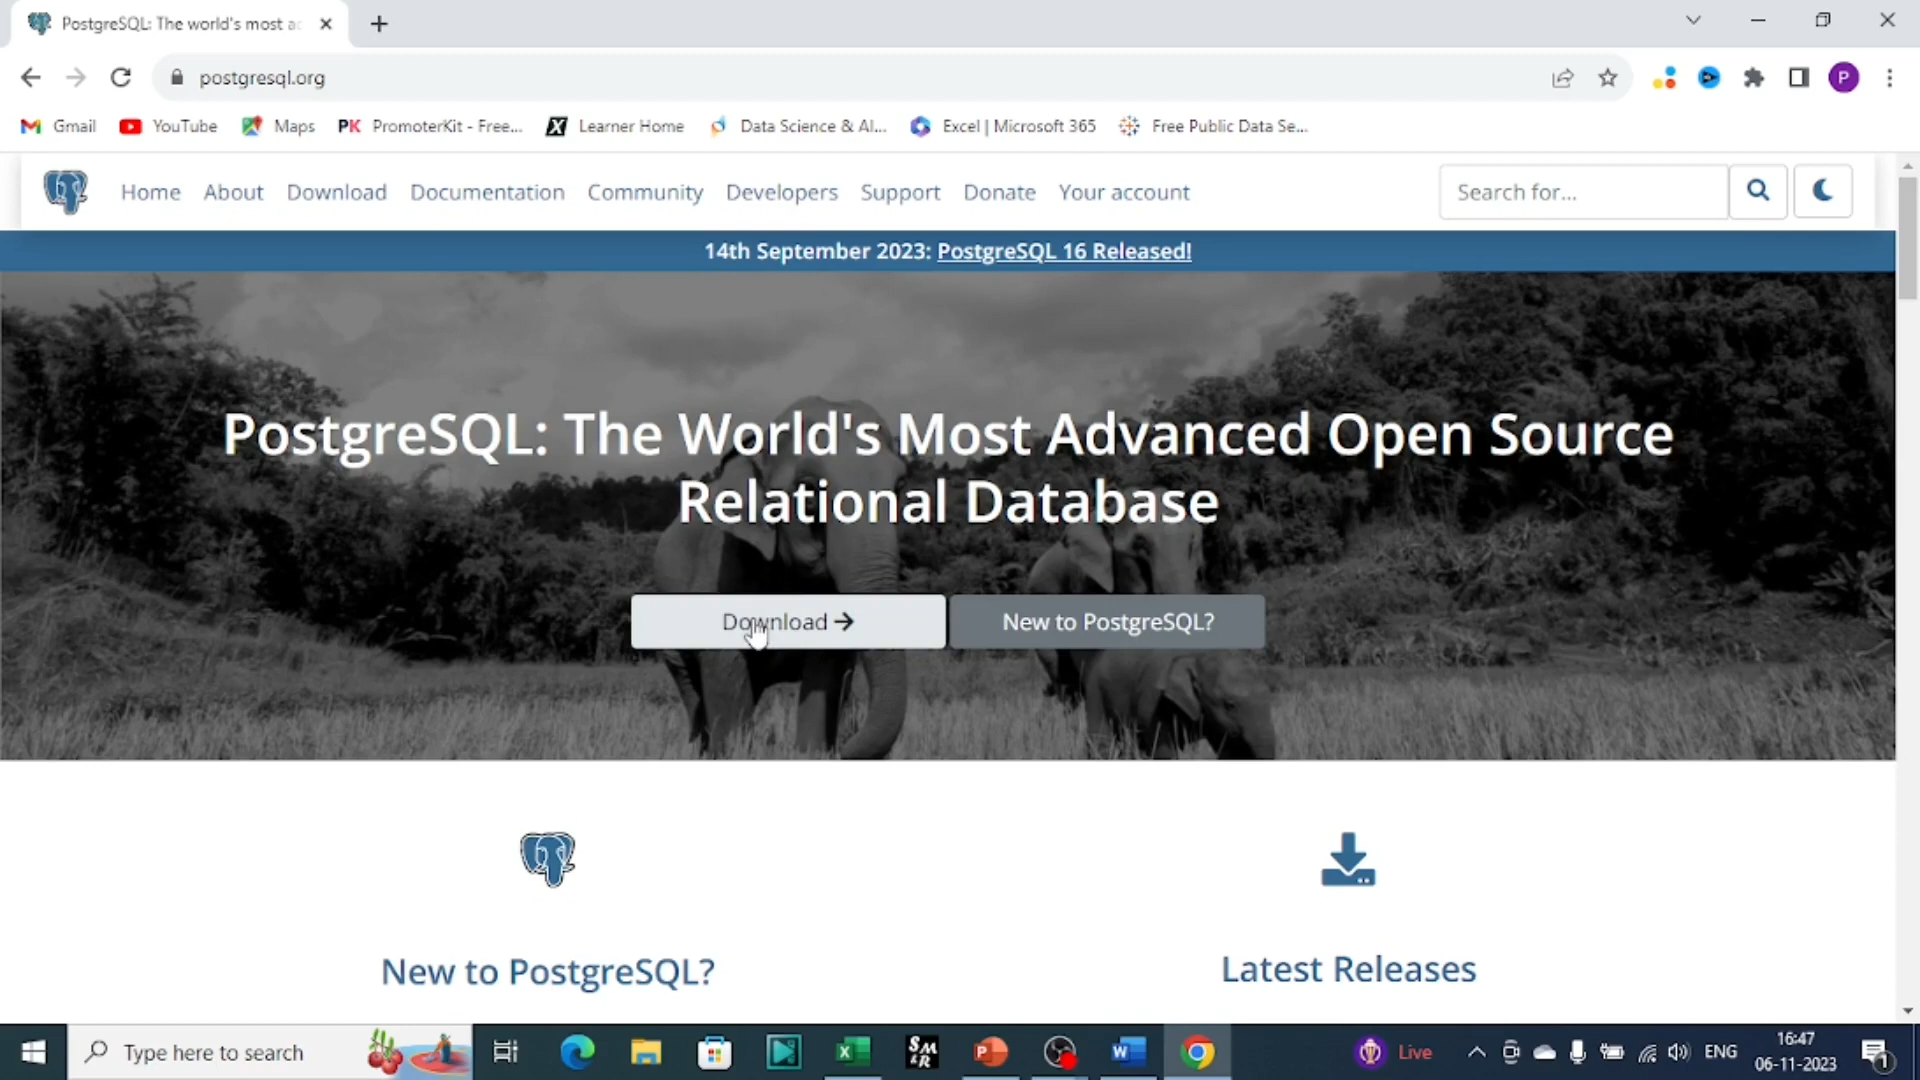 PostgreSQL: The world's most a
postgresql.org
Gmail
YouTube
Maps
PK PromoterKit - Free...
Learner Home
Data Science & Al...
Excel | Microsoft 365
Free Public Data Se...
Home
About
Download
Documentation
Community
Developers
Support
Donate
Your account
Search for...
14th September 2023: PostgreSQL 16 Released!
PostgreSQL: The World's Most Advanced Open Source
Relational Database
Download
New to PostgreSQL?
New to PostgreSQL?
Latest Releases
Type here to search
Live
ENG
16:47
06-11-2023
1